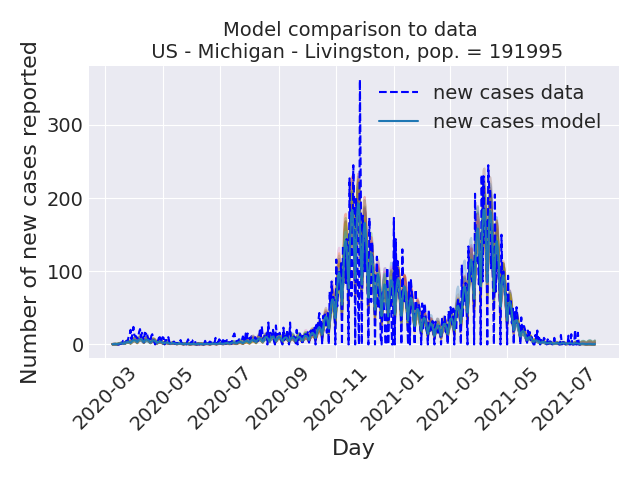 Model comparison to data
US - Michigan - Livingston, pop. = 191995
Number of new cases reported
300
200
100
0
new cases data
new cases model
2020-03
2020-05
2020-07
2020-09
2020-11
2021-01
2021-03
2021-05
2021-07
Day